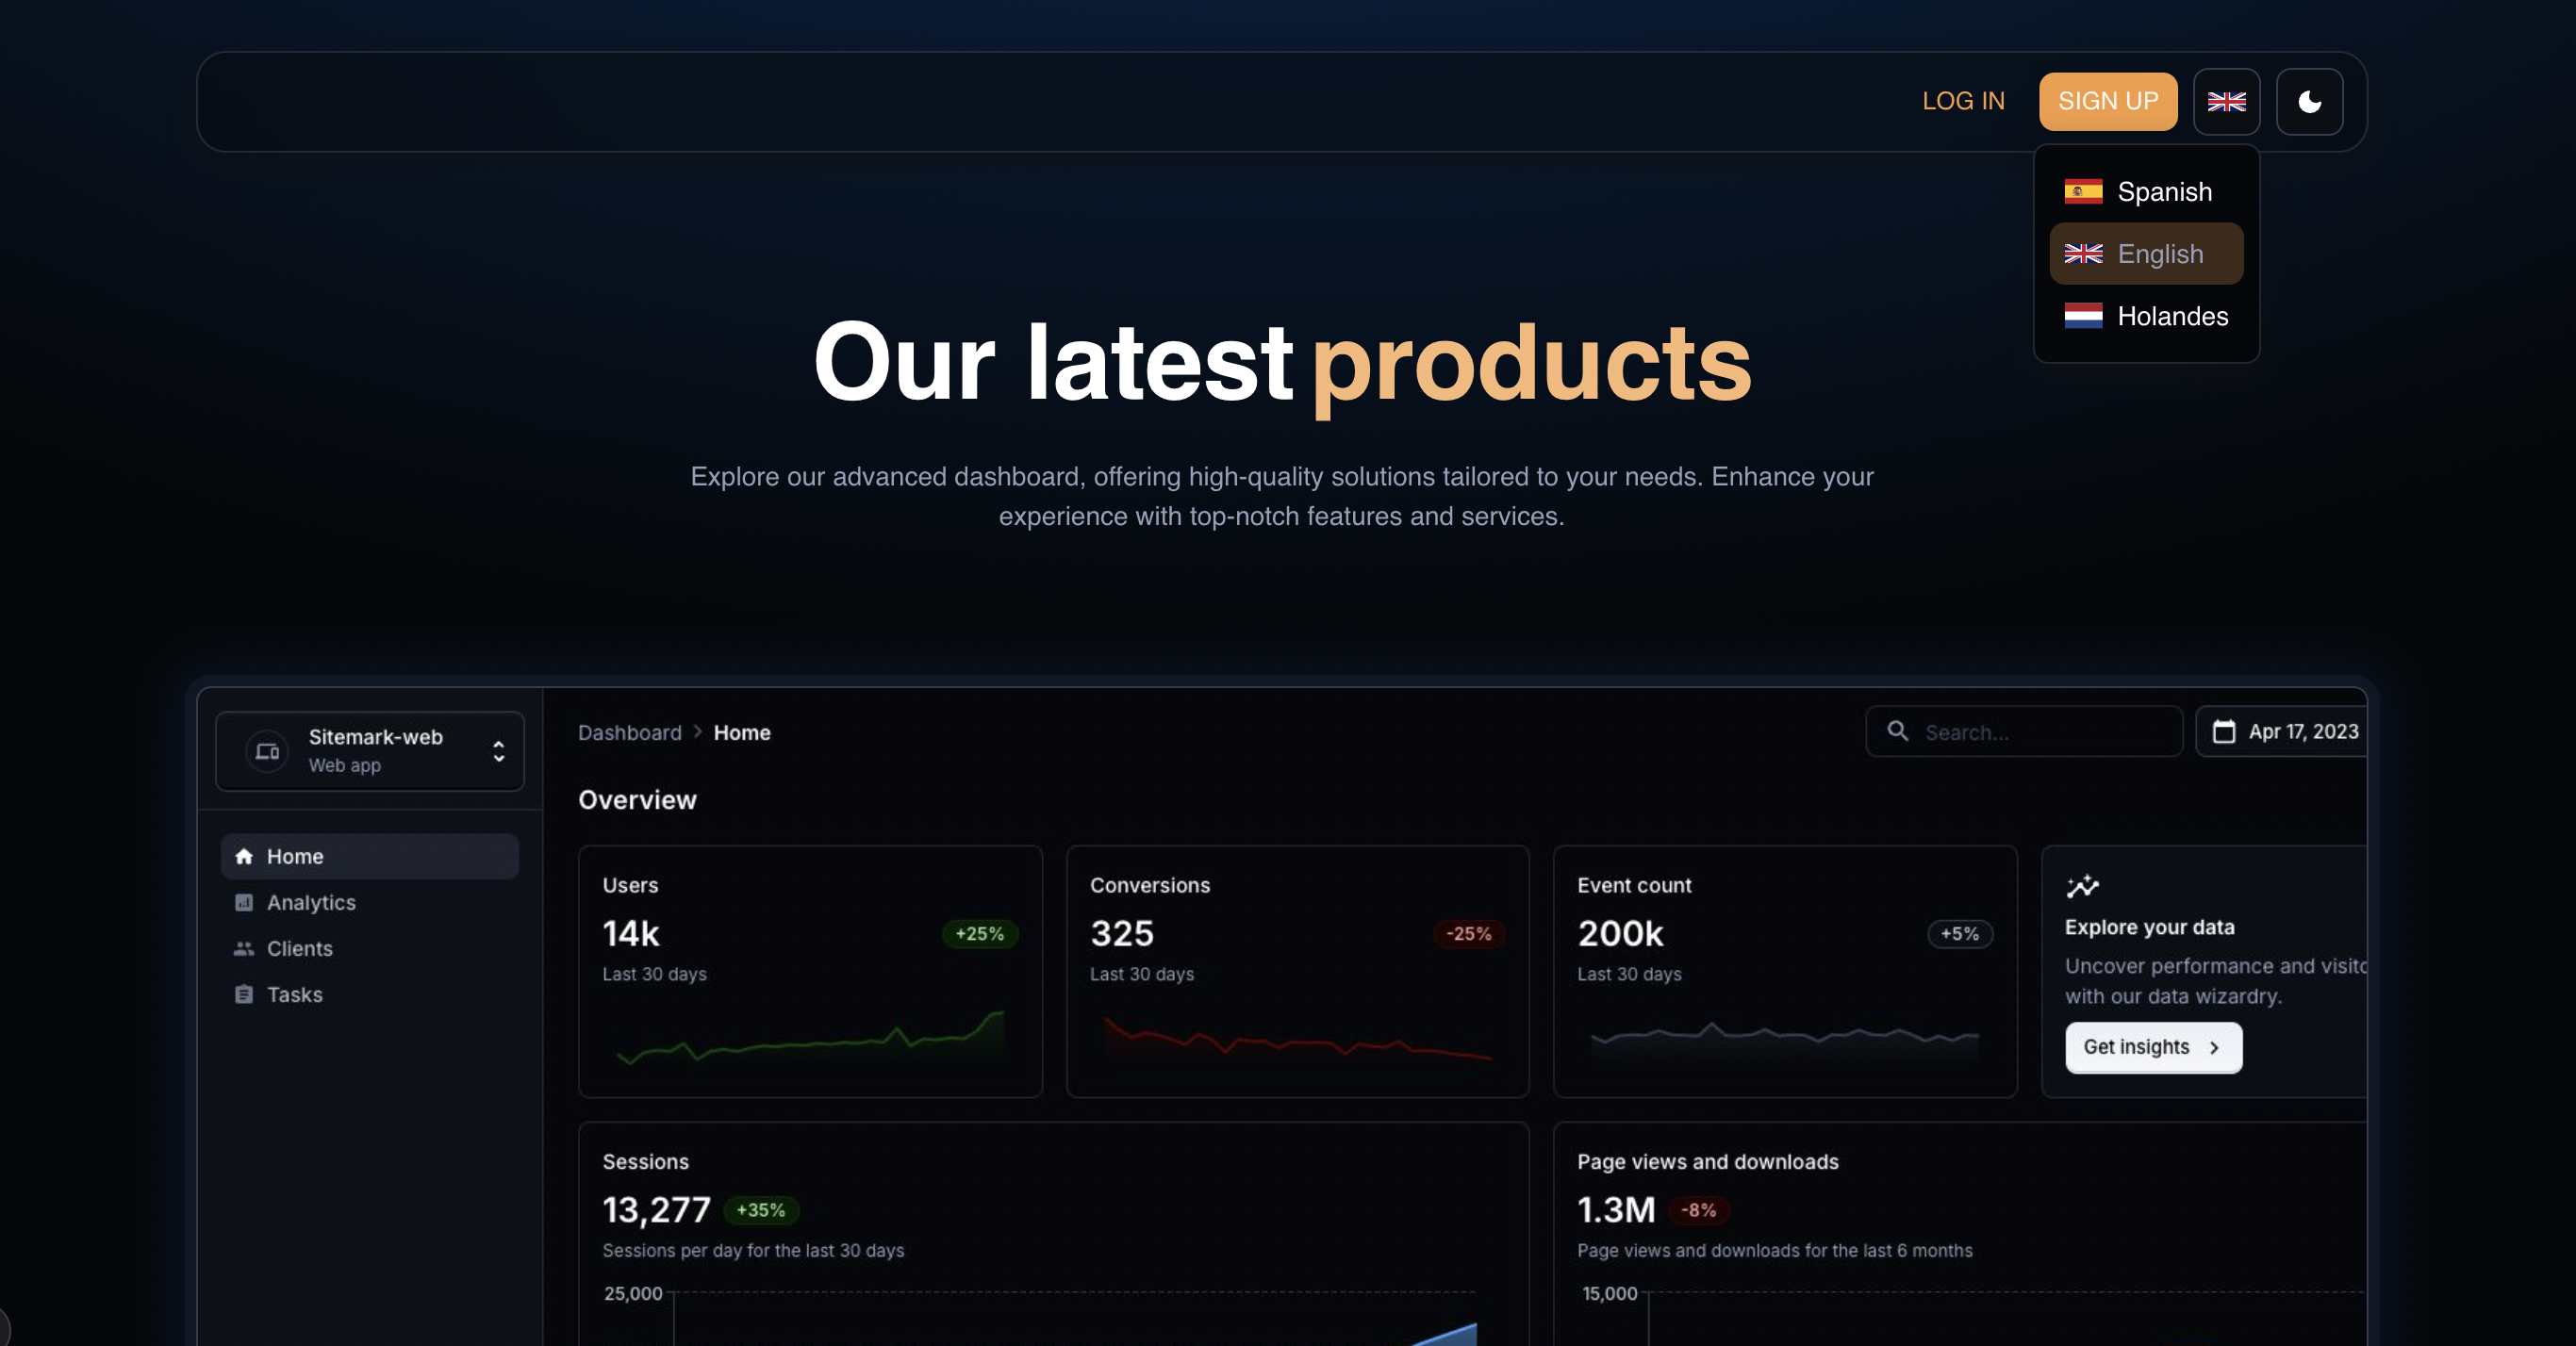 LOG IN
SIGN UP
Spanish
English
Holandes
Our latest products
Explore our advanced dashboard, offering high-quality solutions tailored to your needs. Enhance your
experience with top-notch features and services.
Sitemark-web
Web app
Home
Analytics
Clients
Tasks
Dashboard
Home
Search...
Apr 17, 2023
Overview
Users
14k
+25%
Last 30 days
Conversions
325
-25%
Last 30 days
Event count
200k
+5%
Last 30 days
Explore your data
Uncover performance and
with our data wizardry.
Get insights
Sessions
13,277
+35%
Sessions per day for the last 30 days
25,000
Page views and downloads
1.3M
-8%
Page views and downloads for the last 6 months
15,000